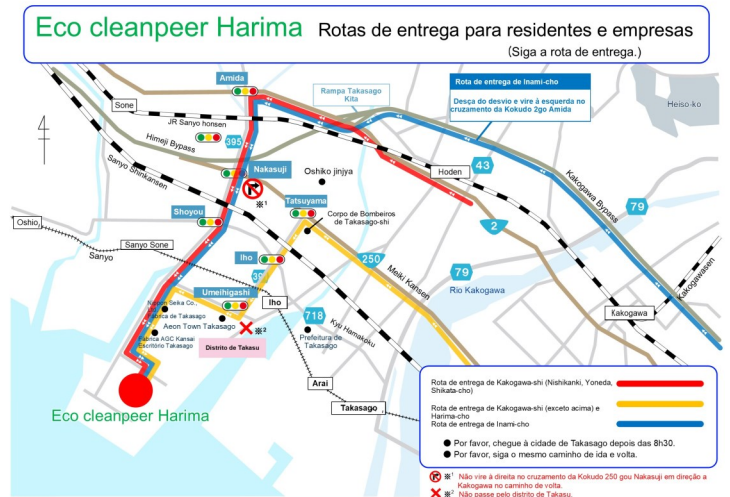 Eco cleanpeer Harima Rotas de entrega para residentes e empresas
(Siga a rota de entrega.)
Amida
Sone
JR Sanyo honsen
Himeji Bypass
395
Sanyo Shinkansen
Rampa Takasago
Kita
Rota de entrega de Inami-cho
Desça do desvio e vire à esquerda no
cruzamento da Kokudo 2go Amida
Heiso-ko
Nakasuji
※1
Oshiko jinjya
Hoden
43
Kakogawa Bypass
79
2
Tatsuyama
Corpo de Bombeiros
de Takasago-shi
Shoyou
Oshio
Sanyo Sone
Sanyo
Iho
250
Meiki Kansen
79
Rio Kakogawa
Kakogawasen
Kakogawa
Umeihigashi
Iho
718
Kyu Hamakoku
Prefeitura de
Takasago
Fabrica de Takasago
Aeon Town Takasago
※2
Fabrica AGC Kansai
Escritório Takasago
Distrito de Takasu
Arai
Takasago
Eco cleanpeer Harima
Rota de entrega de Kakogawa-shi (Nishikanki, Yoneda,
Shikata-cho)
Rota de entrega de Kakogawa-shi (exceto acima) e
Harima-cho
Rota de entrega de Inami-cho
● Por favor, chegue à cidade de Takasago depois das 8h30.
● Por favor, siga o mesmo caminho de ida e volta.
※1 Não vire à direita no cruzamento da Kokudo 250 gou Nakasuji em direção a
Kakogawa no caminho de volta.
※2 Não passe pelo distrito de Takasu.